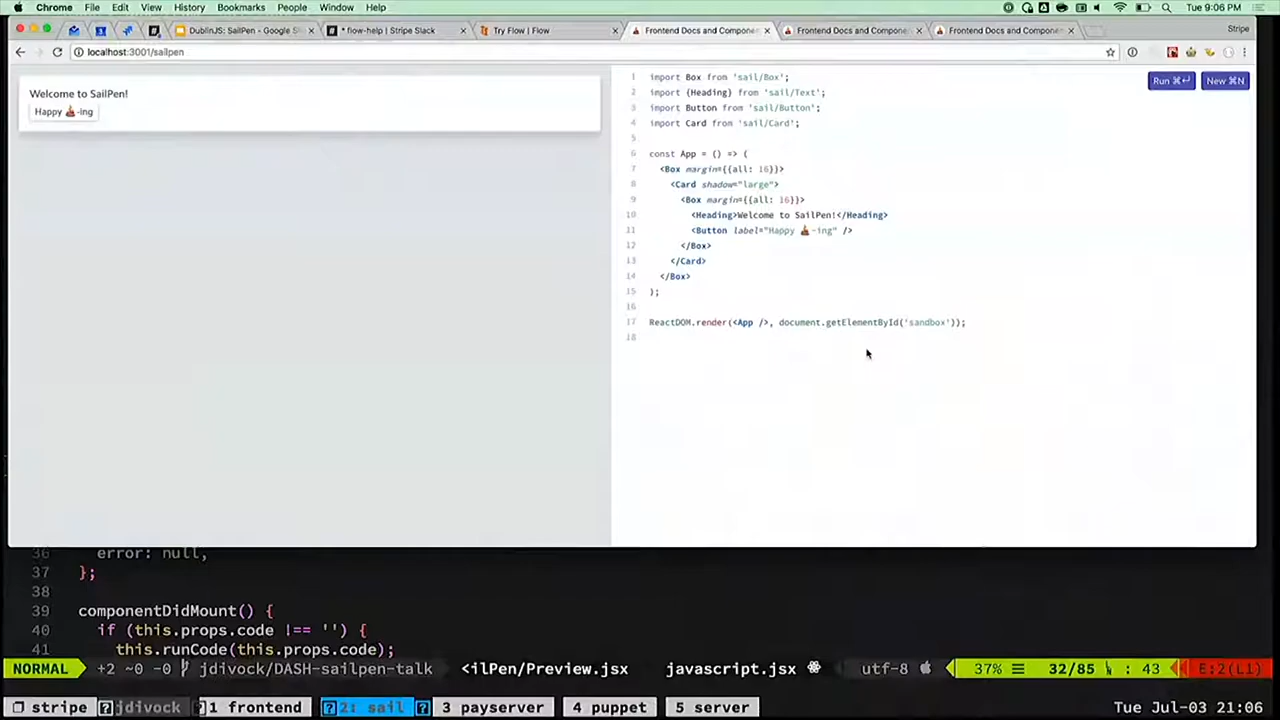 Chrome File Edit View History Bookmarks People Window Help Tue 9:06 PM
DublinJS: SailPen - Google S * flow-help | Stripe Slack Try Flow | Flow Frontend Docs and Compone Frontend Docs and Compone Frontend Docs and Compone Stripe
localhost:3001/sailpen
Welcome to SailPen!
Happy 💩-ing
Run ⌘↵ New ⌘N
1 import Box from 'sail/Box';
2 import {Heading} from 'sail/Text';
3 import Button from 'sail/Button';
4 import Card from 'sail/Card';
5
6 const App = () => (
7 <Box margin={{all: 16}}>
8 <Card shadow="large">
9 <Box margin={{all: 16}}>
10 <Heading>Welcome to SailPen!</Heading>
11 <Button label="Happy 💩-ing" />
12 </Box>
13 </Card>
14 </Box>
15 );
16
17 ReactDOM.render(<App />, document.getElementById('sandbox'));
18
36 error: null,
37 };
38
39 componentDidMount() {
40 if (this.props.code !== '') {
41 this.runCode(this.props.code);
NORMAL +2 ~0 -0 jdivock/DASH-sailpen-talk <ilPen/Preview.jsx javascript.jsx utf-8 37% ☰ 32/85 : 43 E:2(L1)
stripe jdivock 1 frontend 2: sail 3 payserver 4 puppet 5 server Tue Jul-03 21:06